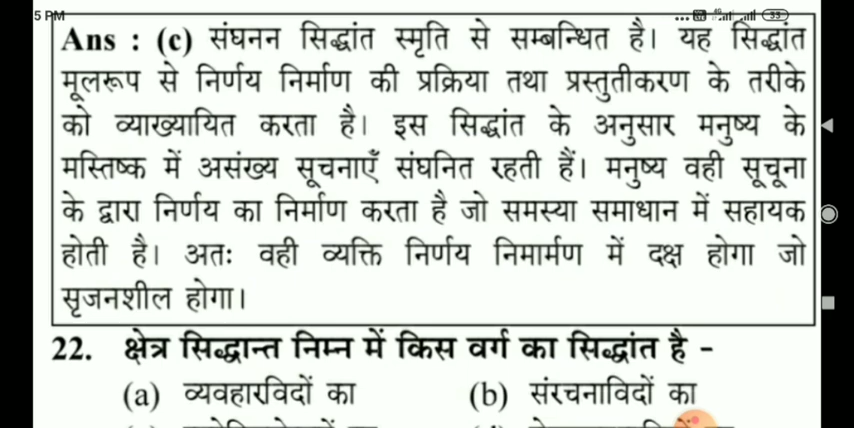 5 PM
4G 33
Ans : (c) संघनन सिद्धांत स्मृति से सम्बन्धित है। यह सिद्धांत
मूलरूप से निर्णय निर्माण की प्रक्रिया तथा प्रस्तुतीकरण के तरीके
को व्याख्यायित करता है। इस सिद्धांत के अनुसार मनुष्य के
मस्तिष्क में असंख्य सूचनाएँ संघनित रहती हैं। मनुष्य वही सूचूना
के द्वारा निर्णय का निर्माण करता है जो समस्या समाधान में सहायक
होती है। अतः वही व्यक्ति निर्णय निमार्मण में दक्ष होगा जो
सृजनशील होगा।
22. क्षेत्र सिद्धान्त निम्न में किस वर्ग का सिद्धांत है -
(a) व्यवहारविदों का (b) संरचनाविदों का